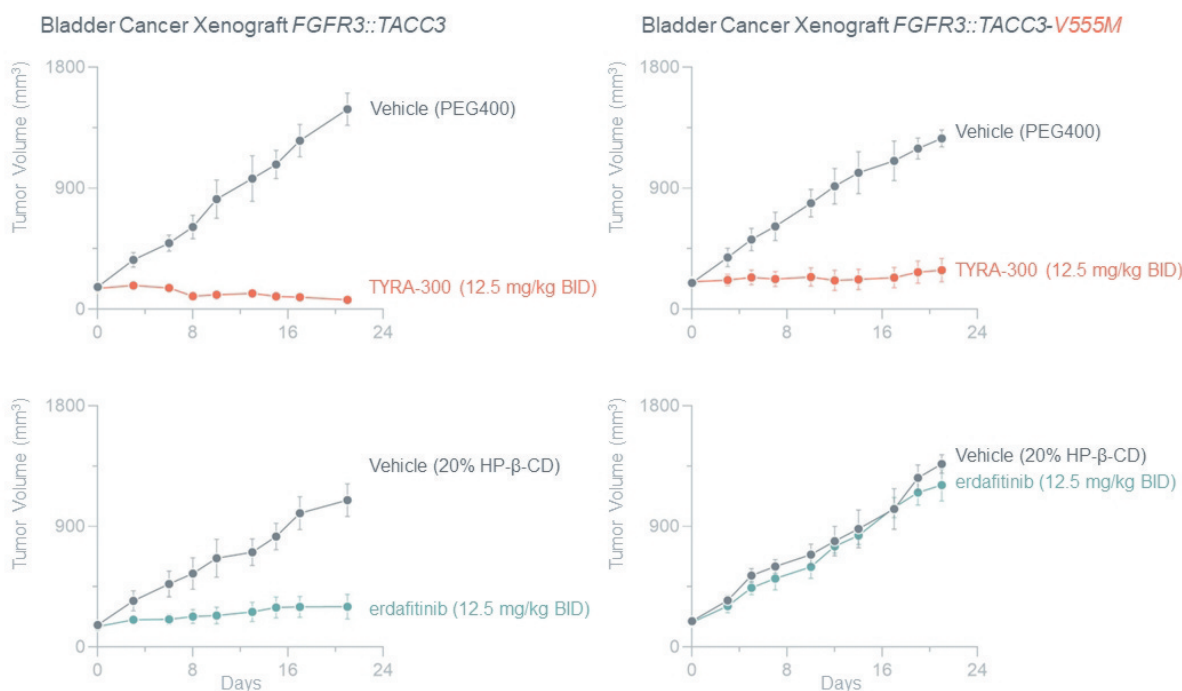 Bladder Cancer Xenograft FGFR3::TACC3
Tumor Volume (mm³)
1800
900
0
Vehicle (PEG400)
TYRA-300 (12.5 mg/kg BID)
0
8
16
24
Bladder Cancer Xenograft FGFR3::TACC3-V555M
Tumor Volume (mm³)
1800
900
0
Vehicle (PEG400)
TYRA-300 (12.5 mg/kg BID)
0
8
16
24
Tumor Volume (mm³)
1800
900
0
Vehicle (20% HP-β-CD)
erdafitinib (12.5 mg/kg BID)
0
8
16
24
Days
Tumor Volume (mm³)
1800
900
0
Vehicle (20% HP-β-CD)
erdafitinib (12.5 mg/kg BID)
0
8
16
24
Days